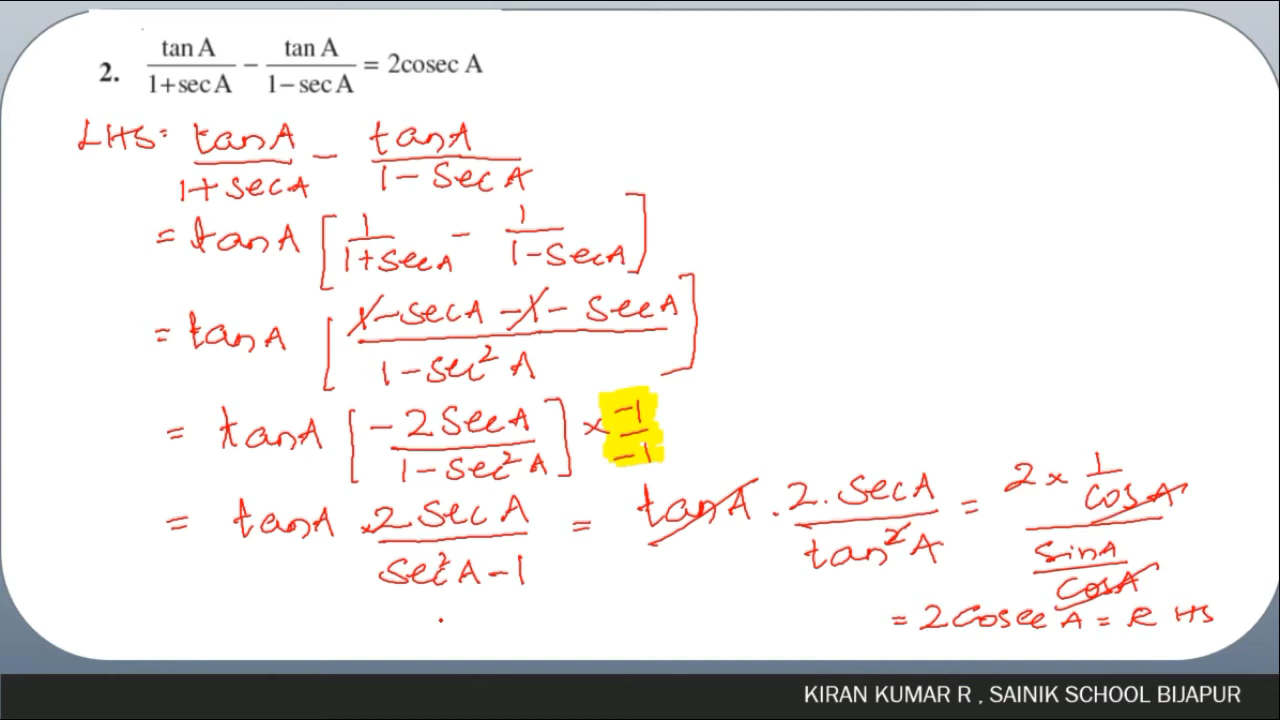 2. tan A / 1+sec A − tan A / 1−sec A = 2cosec A
LHS: tanA / 1+secA − tanA / 1−SecA
= tanA [ 1 / 1+secA − 1 / 1−secA ]
= tanA [ 1−secA −1− secA / 1−sec² A ]
= tanA [ −2secA / 1−sec²A ] × −1 / −1
= tanA × 2secA / sec²A−1 = tanA . 2.secA / tan²A = 2 × 1/cosA / sinA/cosA
= 2cosec A = R HS
KIRAN KUMAR R , SAINIK SCHOOL BIJAPUR